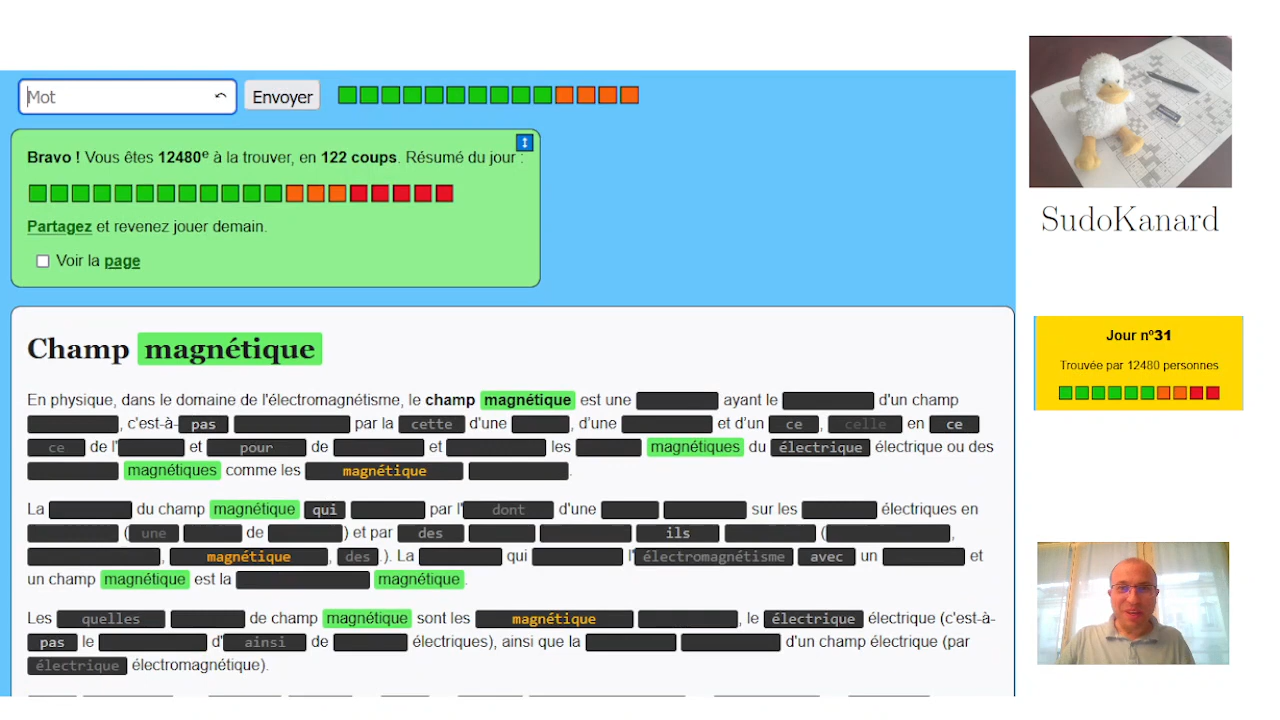 Mot
Envoyer
Bravo ! Vous êtes 12480e à la trouver, en 122 coups. Résumé du jour :
Partagez et revenez jouer demain.
Voir la page
Champ magnétique
En physique, dans le domaine de l'électromagnétisme, le champ magnétique est une ayant le d'un champ
, c'est-à- pas par la cette d'une , d'une et d'un ce , celle en ce
ce de l' et pour de et les magnétiques du électrique électrique ou des
magnétiques comme les magnétique .
La du champ magnétique qui par l' dont d'une sur les électriques en
( une de ) et par des ils ( ,
, magnétique , des .). La qui l' électromagnétisme avec un et
un champ magnétique est la magnétique.
Les quelles de champ magnétique sont les magnétique , le électrique électrique (c'est-à-
pas le d' ainsi de électriques), ainsi que la d'un champ électrique (par
électrique électromagnétique).
SudoKanard
Jour n°31
Trouvée par 12480 personnes